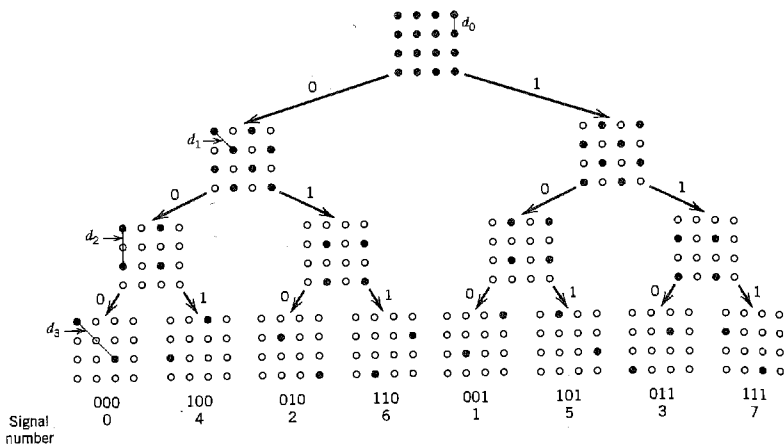 d₀
0 1
d₁
0 1 0 1
d₂
0 1 0 1 0 1 0 1
d₃
000 100 010 110 001 101 011 111
Signal number 0 4 2 6 1 5 3 7